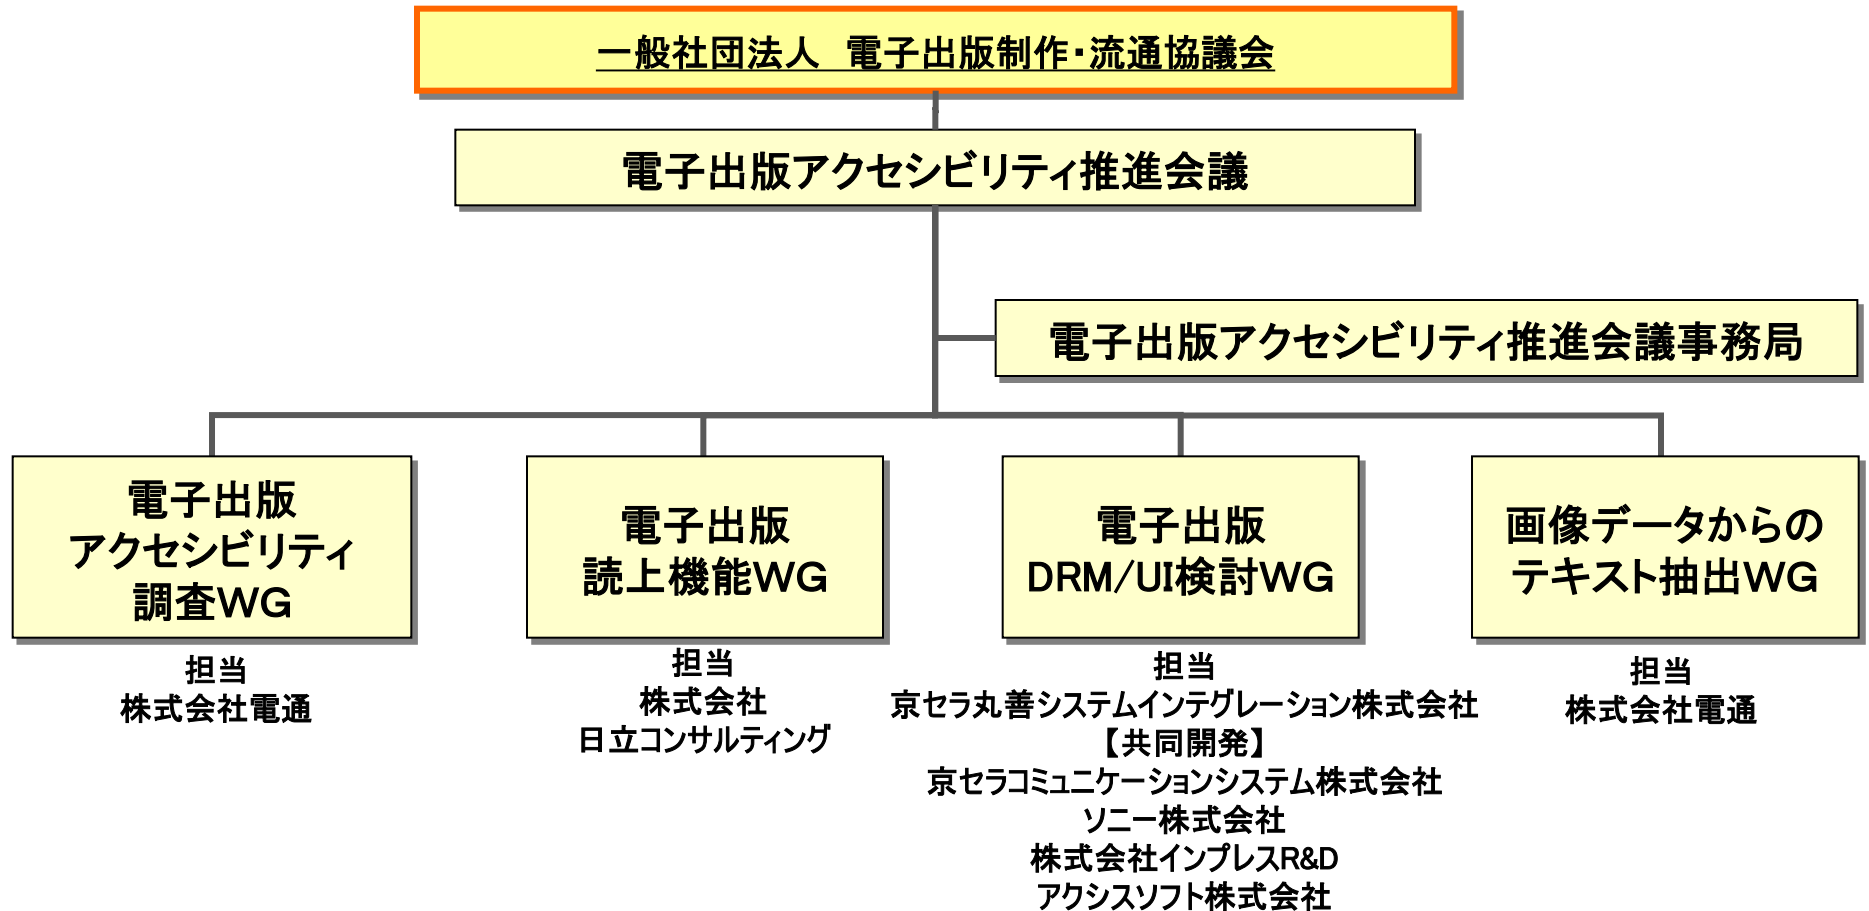 一般社団法人　電子出版制作・流通協議会
電子出版アクセシビリティ推進会議
電子出版アクセシビリティ推進会議事務局
電子出版
アクセシビリティ
調査WG
担当
株式会社電通
電子出版
読上機能WG
担当
株式会社
日立コンサルティング
電子出版
DRM/UI検討WG
担当
京セラ丸善システムインテグレーション株式会社
【共同開発】
京セラコミュニケーションシステム株式会社
ソニー株式会社
株式会社インプレスR&D
アクシスソフト株式会社
画像データからの
テキスト抽出WG
担当
株式会社電通